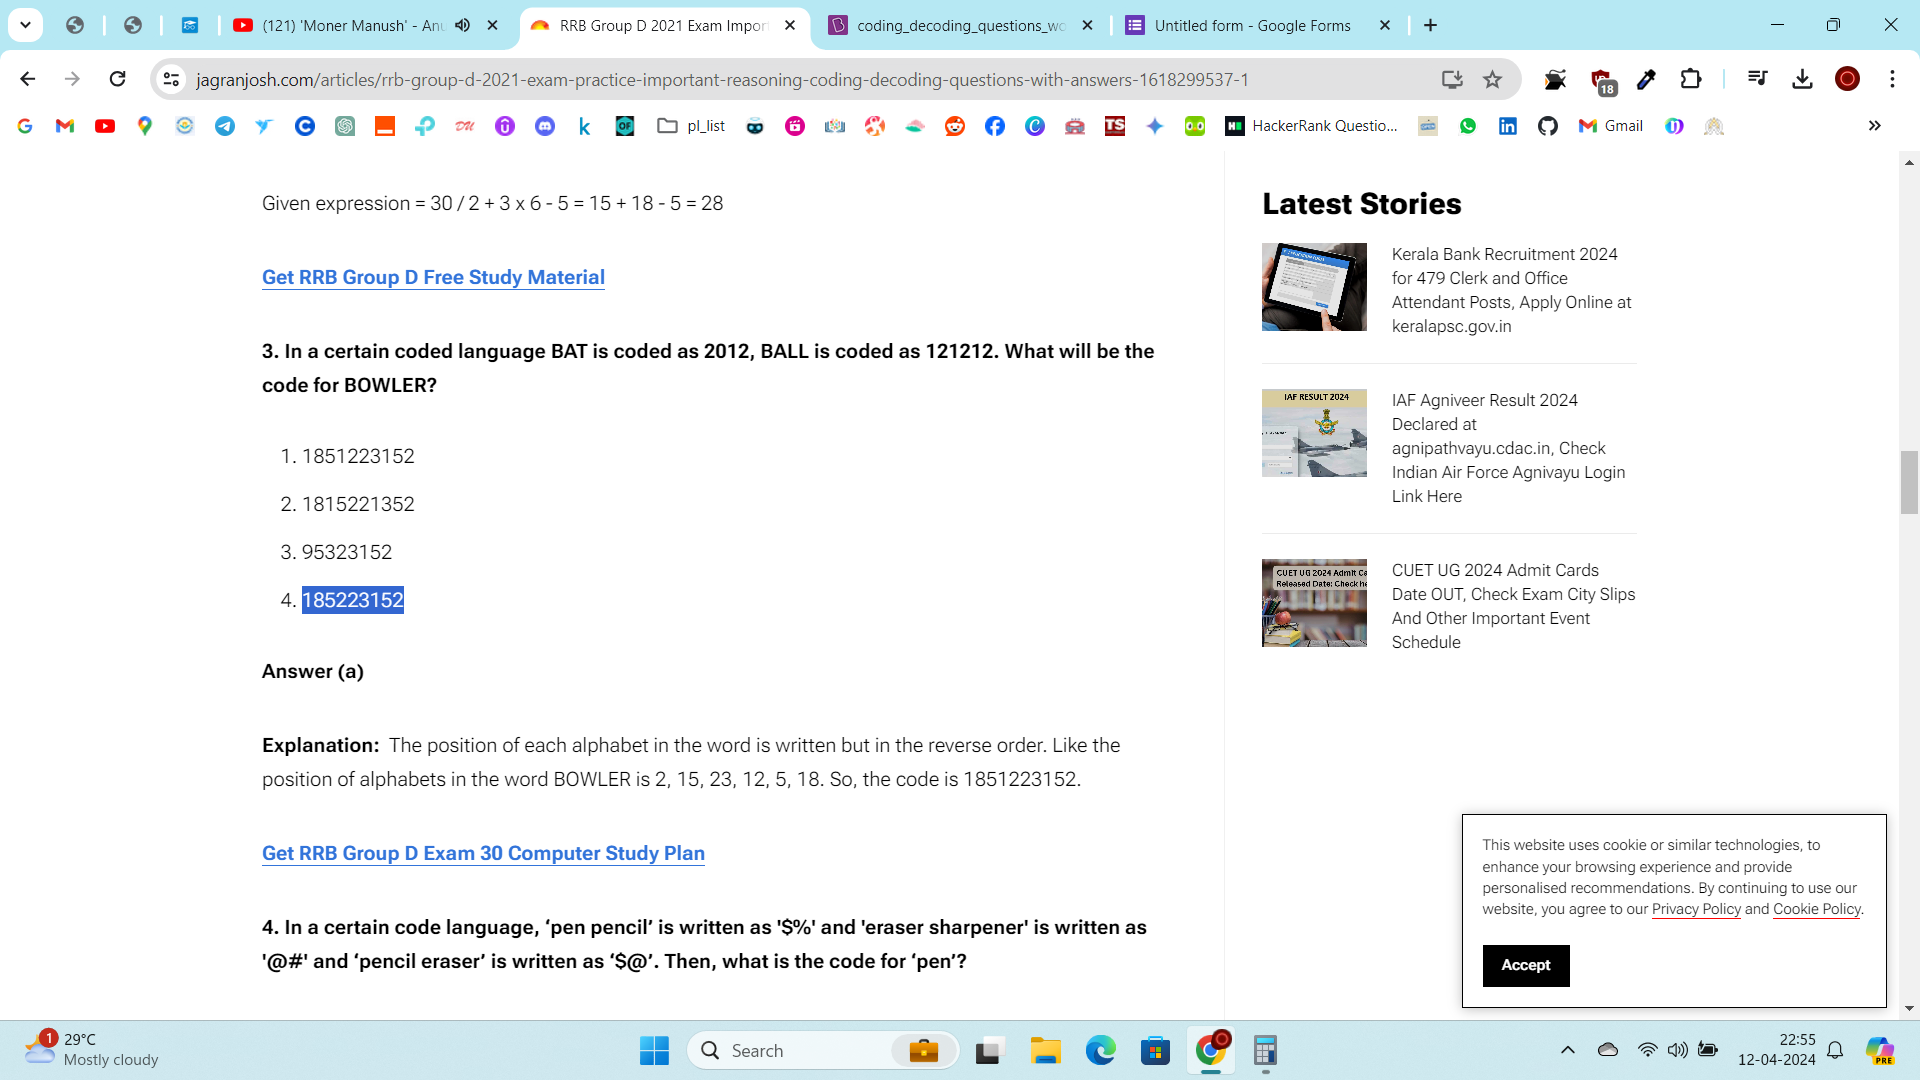 (121) 'Moner Manush' - Anu
RRB Group D 2021 Exam Impor
coding_decoding_questions_wo
Untitled form - Google Forms
jagranjosh.com/articles/rrb-group-d-2021-exam-practice-important-reasoning-coding-decoding-questions-with-answers-1618299537-1
18
pl_list
HackerRank Questio...
Gmail
Given expression = 30 / 2 + 3 x 6 - 5 = 15 + 18 - 5 = 28
Get RRB Group D Free Study Material
3. In a certain coded language BAT is coded as 2012, BALL is coded as 121212. What will be the
code for BOWLER?
1. 1851223152
2. 1815221352
3. 95323152
4. 185223152
Answer (a)
Explanation: The position of each alphabet in the word is written but in the reverse order. Like the
position of alphabets in the word BOWLER is 2, 15, 23, 12, 5, 18. So, the code is 1851223152.
Get RRB Group D Exam 30 Computer Study Plan
4. In a certain code language, ‘pen pencil’ is written as '$%' and 'eraser sharpener' is written as
'@#' and ‘pencil eraser’ is written as ‘$@’. Then, what is the code for ‘pen’?
Latest Stories
Kerala Bank Recruitment 2024
for 479 Clerk and Office
Attendant Posts, Apply Online at
keralapsc.gov.in
IAF RESULT 2024
IAF Agniveer Result 2024
Declared at
agnipathvayu.cdac.in, Check
Indian Air Force Agnivayu Login
Link Here
CUET UG 2024 Admit Ca
Released Date: Check he
CUET UG 2024 Admit Cards
Date OUT, Check Exam City Slips
And Other Important Event
Schedule
This website uses cookie or similar technologies, to
enhance your browsing experience and provide
personalised recommendations. By continuing to use our
website, you agree to our Privacy Policy and Cookie Policy.
Accept
1
29°C
Mostly cloudy
Search
22:55
12-04-2024
PRE